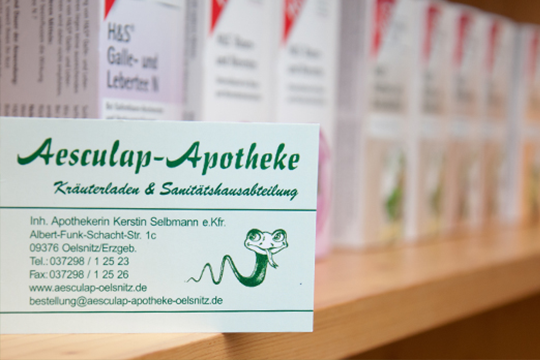 H&S®
Galle- und
Lebertee N
Aesculap-Apotheke
Kräuterladen & Sanitätshausabteilung
Inh. Apothekerin Kerstin Selbmann e.Kfr.
Albert-Funk-Schacht-Str. 1c
09376 Oelsnitz/Erzgeb.
Tel.: 037298 / 1 25 23
Fax: 037298 / 1 25 26
www.aesculap-oelsnitz.de
bestellung@aesculap-apotheke-oelsnitz.de